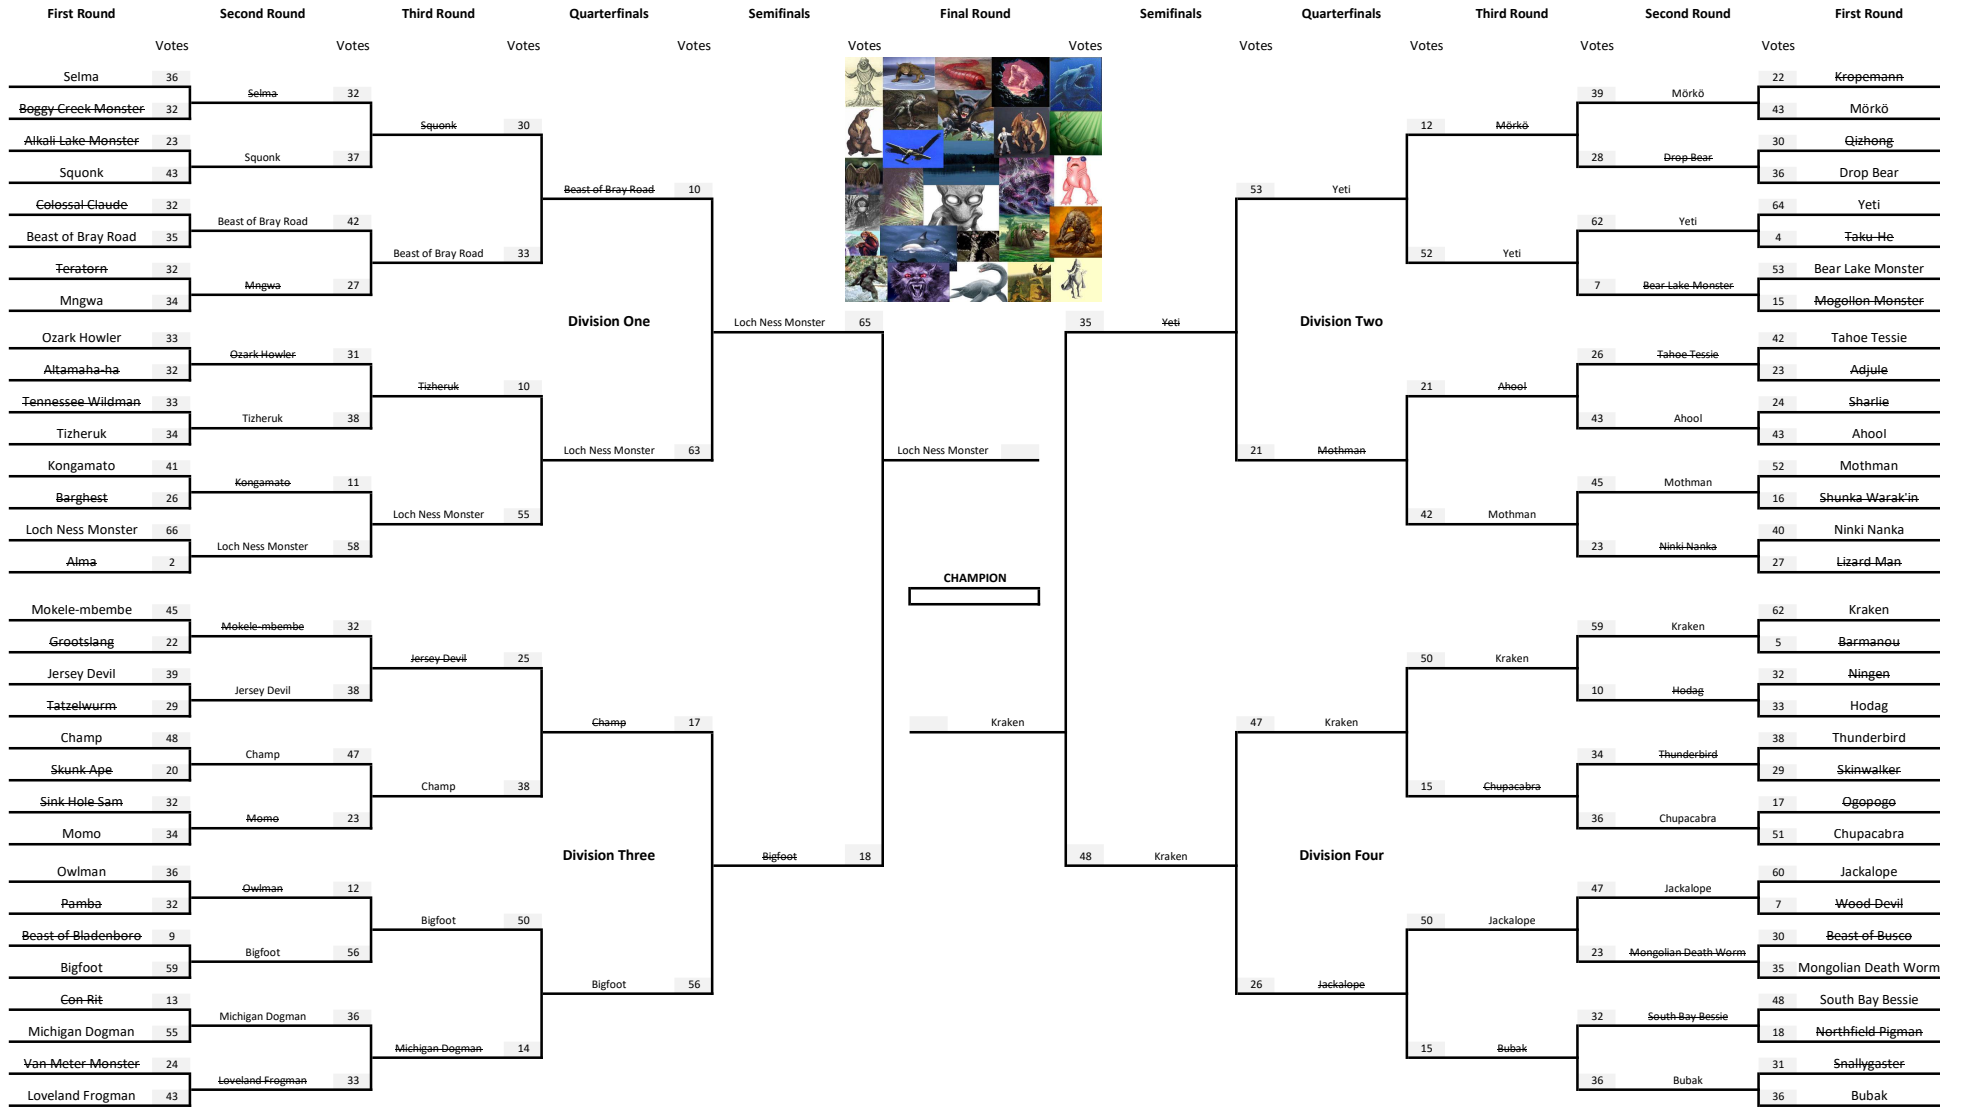 First Round Second Round Third Round Quarterfinals Semifinals Final Round Semifinals Quarterfinals Third Round Second Round First Round
Votes Votes Votes Votes Votes Votes Votes Votes Votes Votes
Selma 36 22 Kropemann
Selma 32 39 Mörkö
Boggy Creek Monster 32 43 Mörkö
Squonk 30 12 Mörkö
Alkali Lake Monster 23 30 Qizhong
Squonk 37 28 Drop Bear
Squonk 43 36 Drop Bear
Beast of Bray Road 10 53 Yeti
Colossal Claude 32 64 Yeti
Beast of Bray Road 42 62 Yeti
Beast of Bray Road 35 4 Taku-He
Beast of Bray Road 33 52 Yeti
Teratorn 32 53 Bear Lake Monster
Mngwa 27 7 Bear Lake Monster
Mngwa 34 15 Mogollon Monster
Division One Division Two
Loch Ness Monster 65 35 Yeti
Ozark Howler 33 42 Tahoe Tessie
Ozark Howler 31 26 Tahoe Tessie
Altamaha-ha 32 23 Adjule
Tizheruk 10 21 Ahool
Tennessee Wildman 33 24 Sharlie
Tizheruk 38 43 Ahool
Tizheruk 34 43 Ahool
Loch Ness Monster 63 Loch Ness Monster 21 Mothman
Kongamato 41 52 Mothman
Kongamato 11 45 Mothman
Barghest 26 16 Shunka Warak'in
Loch Ness Monster 55 42 Mothman
Loch Ness Monster 66 40 Ninki Nanka
Loch Ness Monster 58 23 Ninki Nanka
Alma 2 27 Lizard Man
CHAMPION
Mokele-mbembe 45 62 Kraken
Mokele-mbembe 32 59 Kraken
Grootslang 22 5 Barmanou
Jersey Devil 25 50 Kraken
Jersey Devil 39 32 Ningen
Jersey Devil 38 10 Hodag
Tatzelwurm 29 33 Hodag
Champ 17 Kraken 47 Kraken
Champ 48 38 Thunderbird
Champ 47 34 Thunderbird
Skunk Ape 20 29 Skinwalker
Champ 38 15 Chupacabra
Sink Hole Sam 32 17 Ogopogo
Momo 23 36 Chupacabra
Momo 34 51 Chupacabra
Division Three Division Four
Bigfoot 18 48 Kraken
Owlman 36 60 Jackalope
Owlman 12 47 Jackalope
Pamba 32 7 Wood Devil
Bigfoot 50 50 Jackalope
Beast of Bladenboro 9 30 Beast of Busco
Bigfoot 56 23 Mongolian Death Worm
Bigfoot 59 35 Mongolian Death Worm
Bigfoot 56 26 Jackalope
Con Rit 13 48 South Bay Bessie
Michigan Dogman 36 32 South Bay Bessie
Michigan Dogman 55 18 Northfield Pigman
Michigan Dogman 14 15 Bubak
Van Meter Monster 24 31 Snallygaster
Loveland Frogman 33 36 Bubak
Loveland Frogman 43 36 Bubak